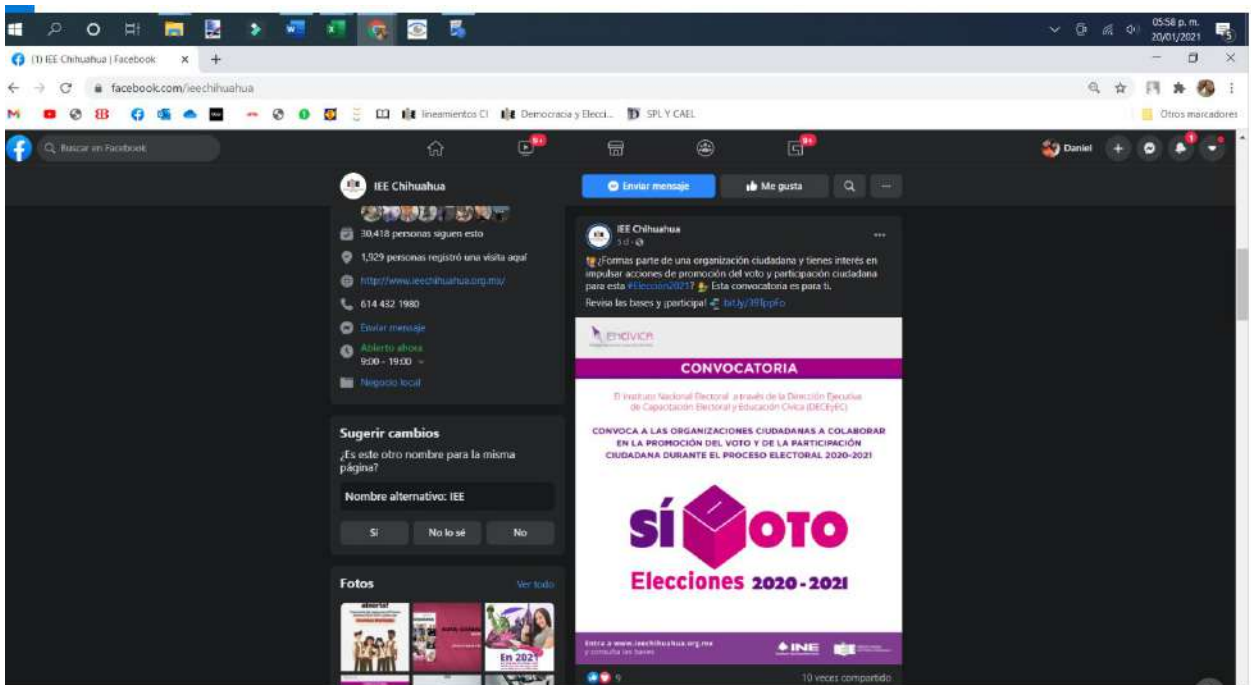 05:58 p. m.
20/01/2021
5
(1) IEE Chihuahua | Facebook
facebook.com/ieechihuahua
lineamientos CI
Democracia y Elecci...
SPL Y CAEL
Otros marcadores
Buscar en Facebook
9+
9+
Daniel
1
IEE Chihuahua
Enviar mensaje
Me gusta
30,418 personas siguen esto
1,929 personas registró una visita aquí
http://www.ieechihuahua.org.mx/
614 432 1980
Enviar mensaje
Abierto ahora
9:00 - 19:00
Negocio local
Sugerir cambios
¿Es este otro nombre para la misma
página?
Nombre alternativo: IEE
Sí
No lo sé
No
Fotos
Ver todo
abierta!
En 2021
IEE Chihuahua
5 d
¿Formas parte de una organización ciudadana y tienes interés en
impulsar acciones de promoción del voto y participación ciudadana
para esta #Elección2021? Esta convocatoria es para ti.
Revisa las bases y ¡participa!
ENCÍVICA
CONVOCATORIA
El Instituto Nacional Electoral a través de la Dirección Ejecutiva
de Capacitación Electoral y Educación Cívica (DECEyEC)
CONVOCA A LAS ORGANIZACIONES CIUDADANAS A COLABORAR
EN LA PROMOCIÓN DEL VOTO Y DE LA PARTICIPACIÓN
CIUDADANA DURANTE EL PROCESO ELECTORAL 2020-2021
SÍ VOTO
Elecciones 2020-2021
Entra a www.ieechihuahua.org.mx
y consulta las bases
INE
9
10 veces compartido